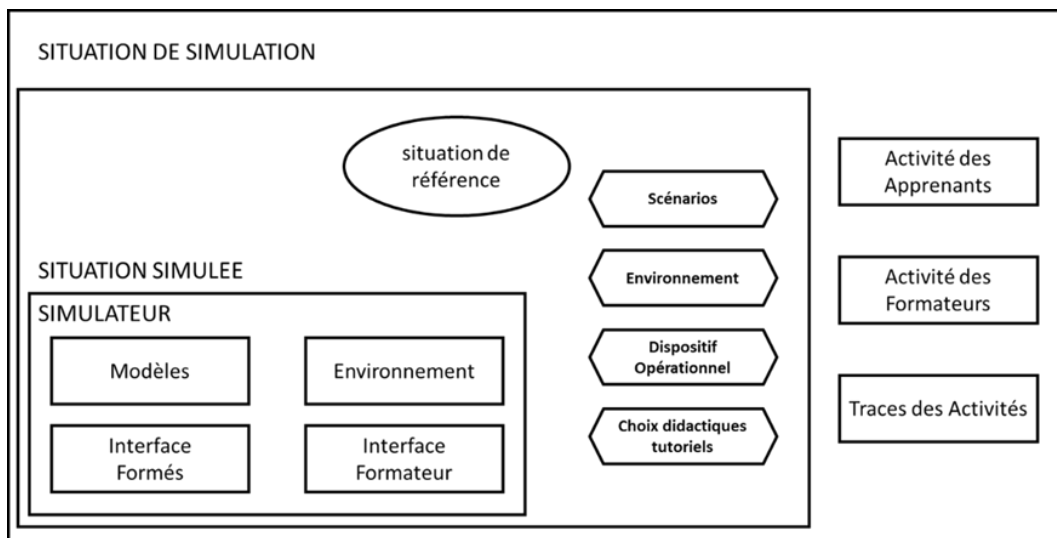 SITUATION DE SIMULATION
situation de
référence
Scénarios
Activité des
Apprenants
SITUATION SIMULEE
Environnement
Activité des
Formateurs
SIMULATEUR
Modèles
Environnement
Dispositif
Opérationnel
Interface
Formés
Interface
Formateur
Choix didactiques
tutoriels
Traces des Activités